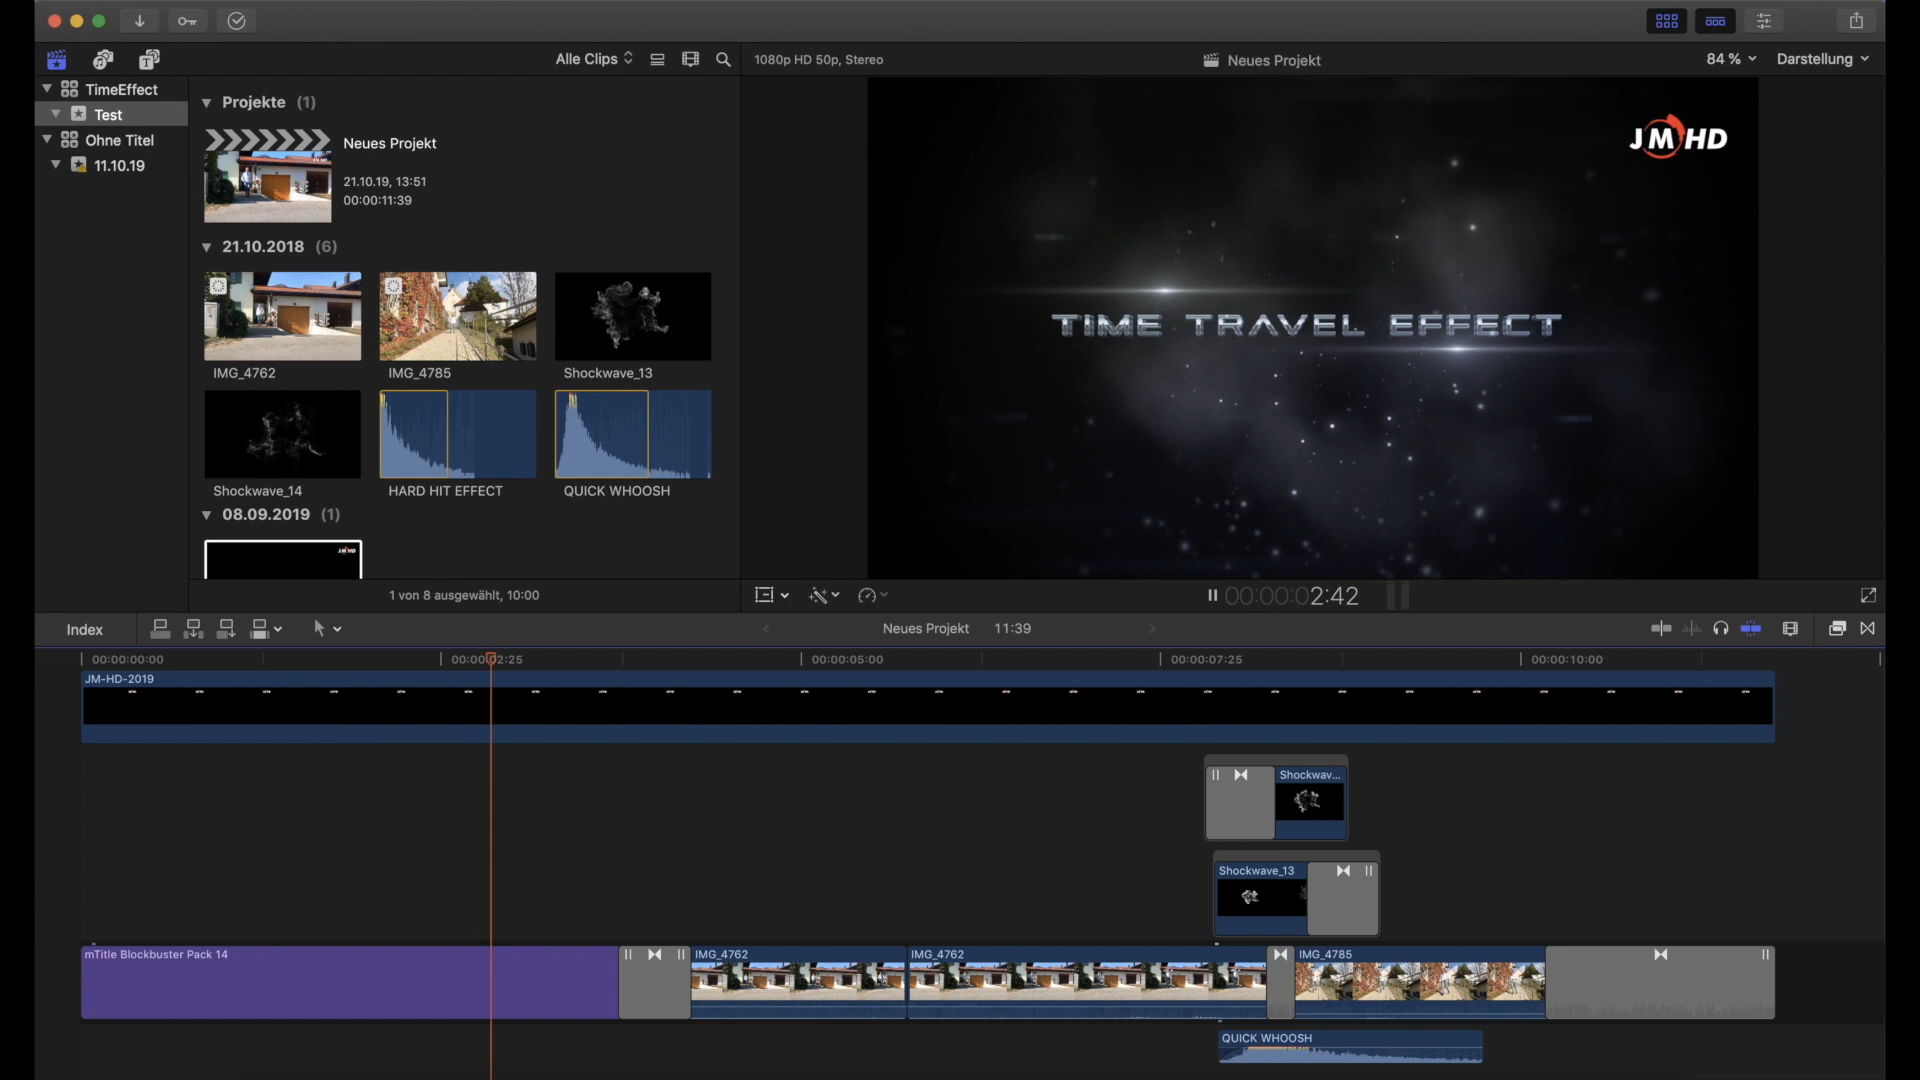 Alle Clips
1080p HD 50p, Stereo
Neues Projekt
84 %
Darstellung
TimeEffect
Test
Ohne Titel
11.10.19
Projekte (1)
Neues Projekt
21.10.19, 13:51
00:00:11:39
21.10.2018 (6)
IMG_4762
IMG_4785
Shockwave_13
Shockwave_14
HARD HIT EFFECT
QUICK WHOOSH
08.09.2019 (1)
JM HD
1 von 8 ausgewählt, 10:00
JM HD
TIME TRAVEL EFFECT
00:00:02:42
Index
Neues Projekt 11:39
00:00:00:00
00:00:02:25
00:00:05:00
00:00:07:25
00:00:10:00
JM-HD-2019
Shockwav...
Shockwave_13
mTitle Blockbuster Pack 14
IMG_4762
IMG_4762
IMG_4785
QUICK WHOOSH